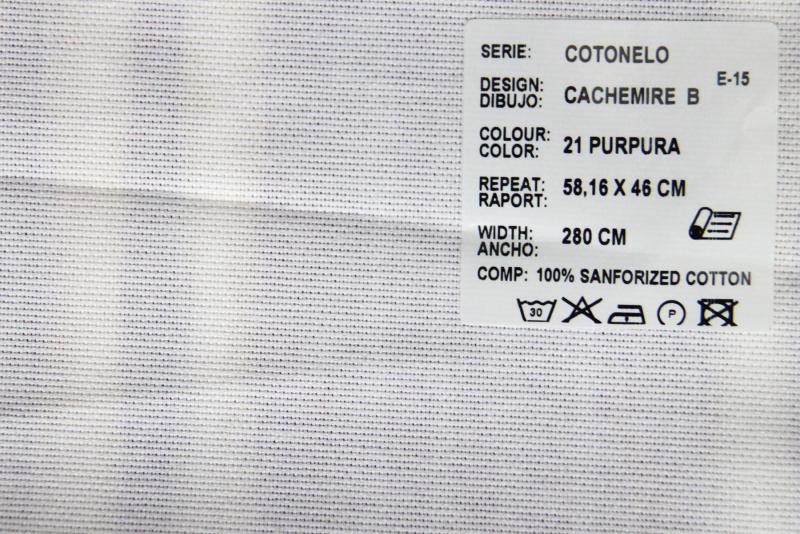 SERIE: COTONELO
E-15
DESIGN:
DIBUJO: CACHEMIRE B
COLOUR:
COLOR: 21 PURPURA
REPEAT:
RAPORT: 58,16 X 46 CM
WIDTH:
ANCHO: 280 CM
COMP: 100% SANFORIZED COTTON
30 P